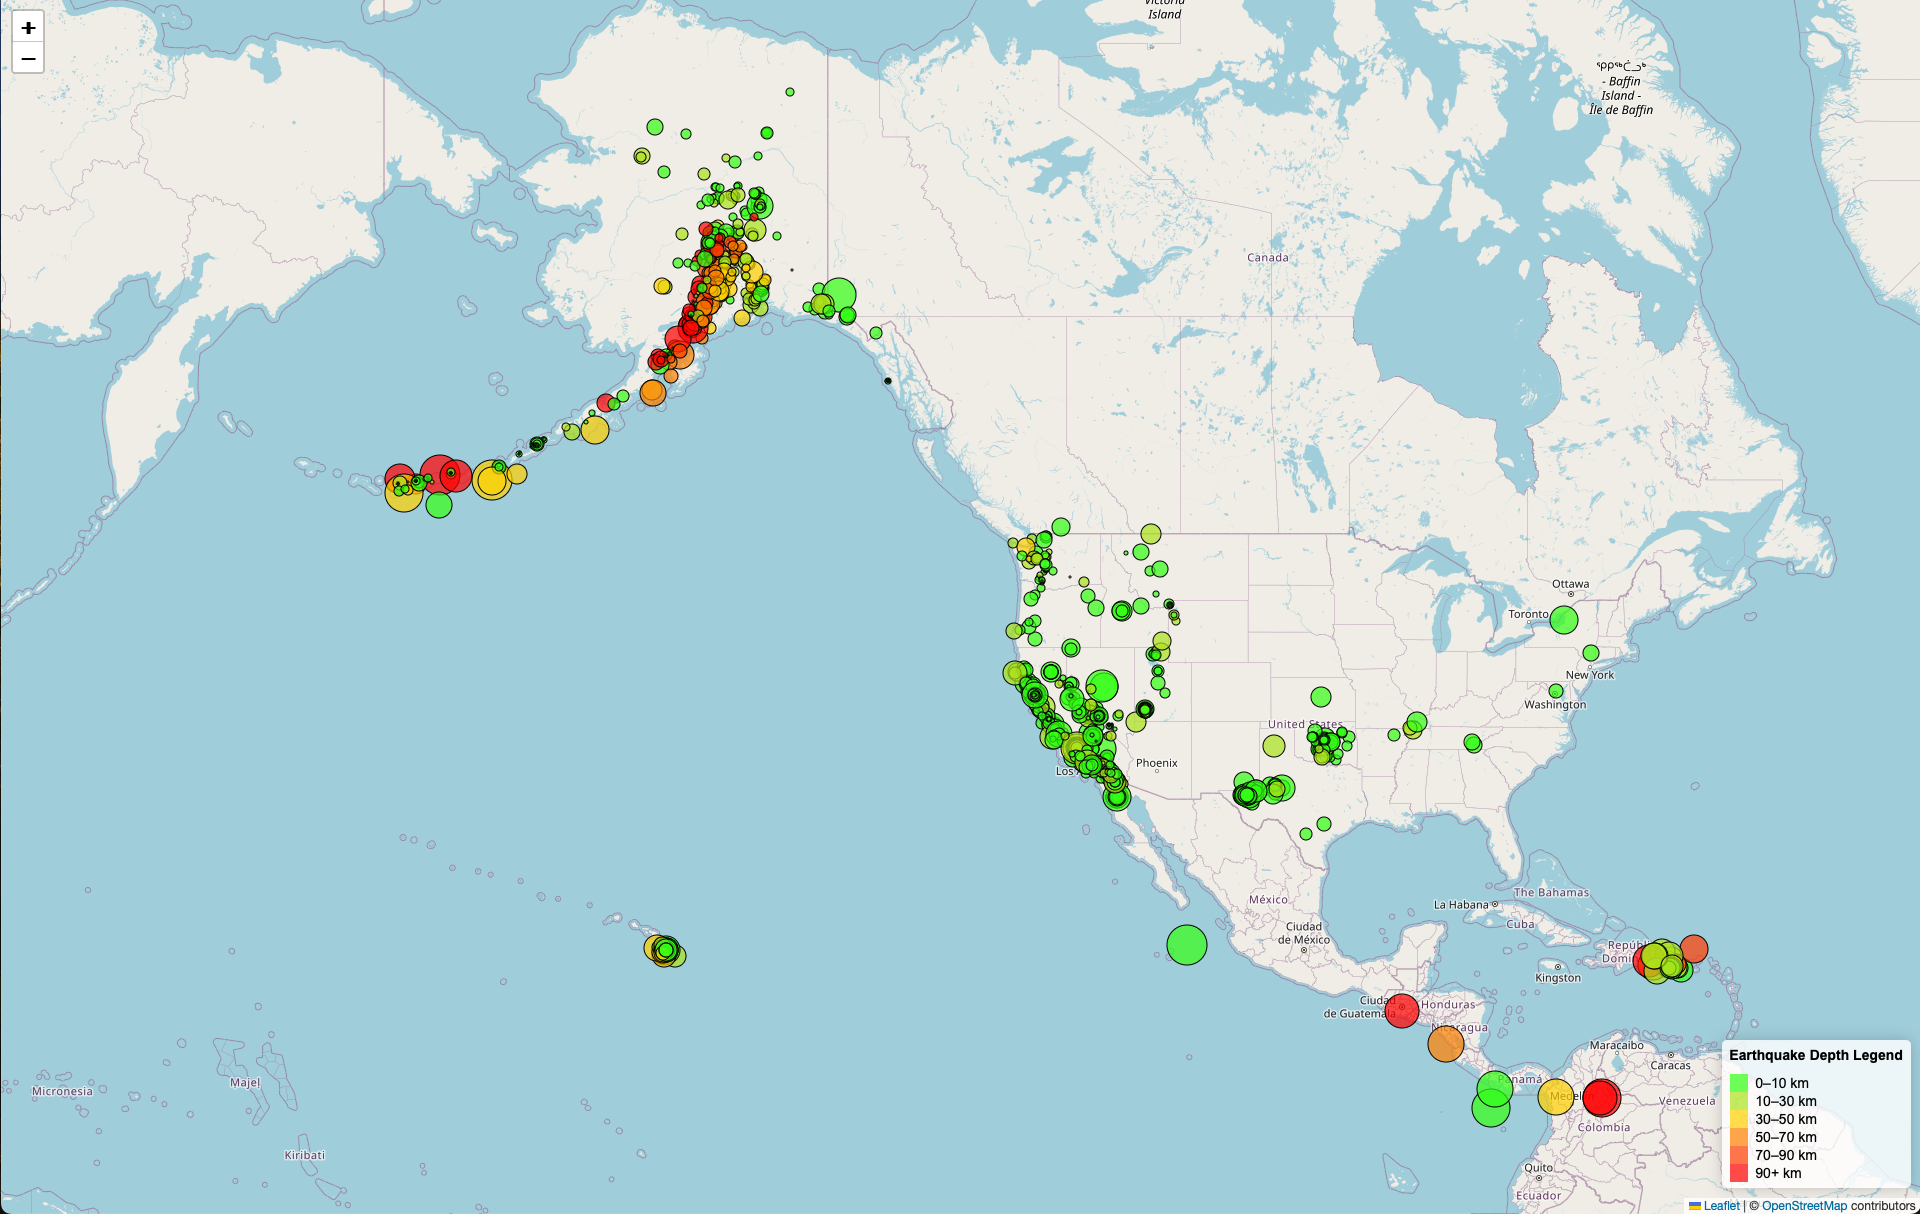 +
−
Victoria
Island
ᕿᑭᖅᑖᓗᒃ
- Baffin
Island -
Île de Baffin
Canada
Ottawa
Toronto
New York
Washington
United States
Phoenix
Los
The Bahamas
La Habana
México
Cuba
Ciudad
de México
Repúbli
Domin
Kingston
Ciudad
de Guatemala
Honduras
Nicaragua
Maracaibo
Caracas
Panamá
Medel
Venezuela
Colombia
Quito
Ecuador
Majel
Micronesia
Kiribati
Earthquake Depth Legend
0–10 km
10–30 km
30–50 km
50–70 km
70–90 km
90+ km
Leaflet | © OpenStreetMap contributors